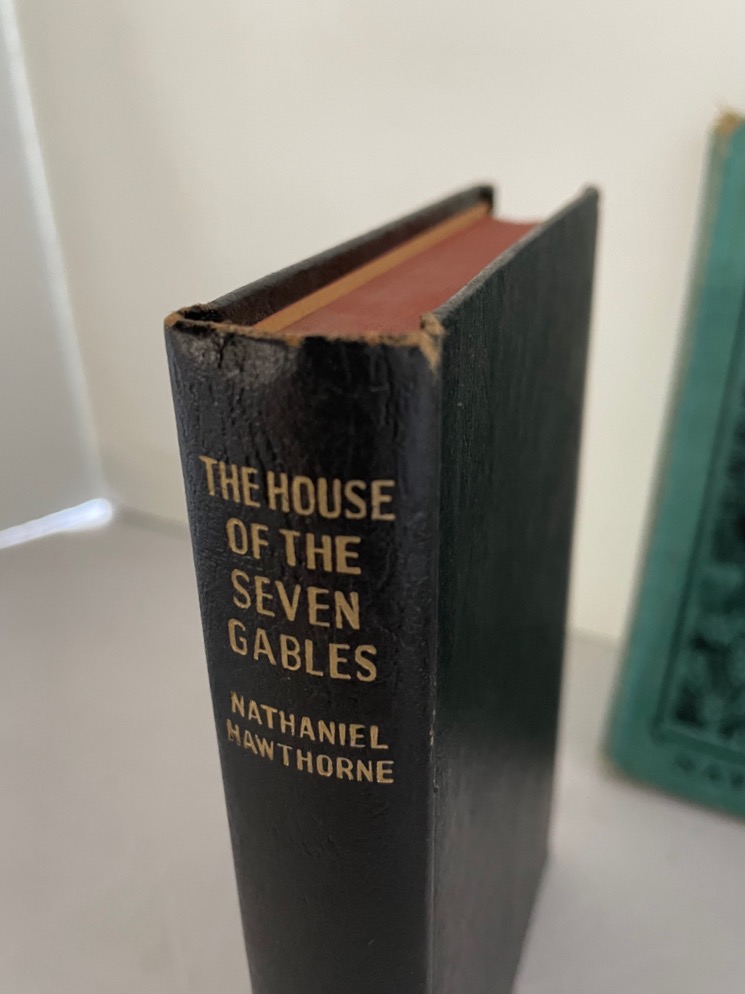 THE HOUSE
OF THE
SEVEN
GABLES
NATHANIEL
HAWTHORNE